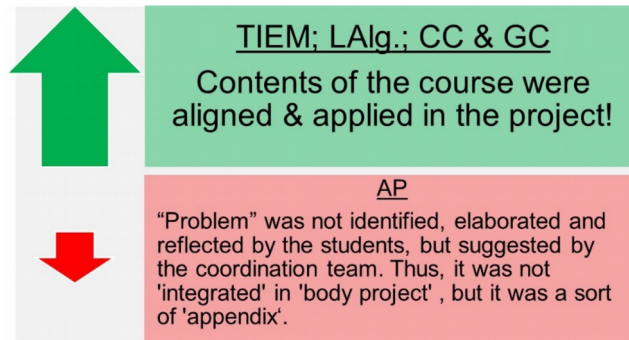 TIEM; LAlg.; CC & GC
Contents of the course were
aligned & applied in the project!
AP
“Problem” was not identified, elaborated and
reflected by the students, but suggested by
the coordination team. Thus, it was not
'integrated' in 'body project' , but it was a sort
of 'appendix‘.